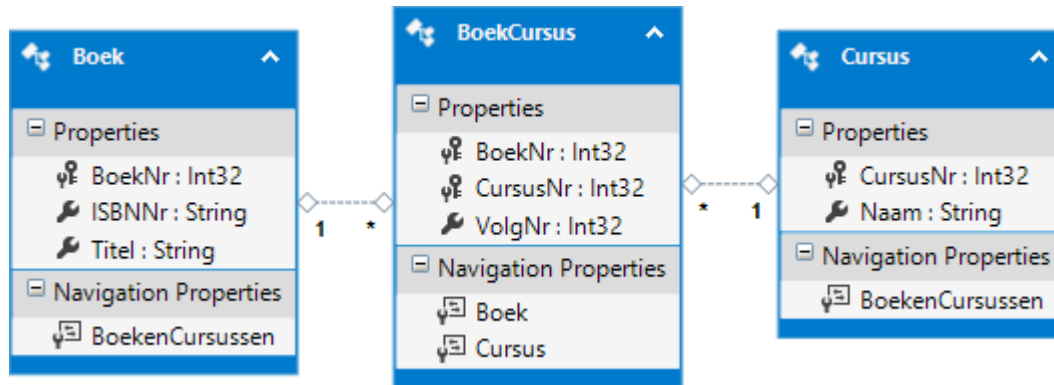 Boek
Properties
BoekNr : Int32
ISBNNr : String
Titel : String
Navigation Properties
BoekenCursussen
1 *
BoekCursus
Properties
BoekNr : Int32
CursusNr : Int32
VolgNr : Int32
Navigation Properties
Boek
Cursus
* 1
Cursus
Properties
CursusNr : Int32
Naam : String
Navigation Properties
BoekenCursussen